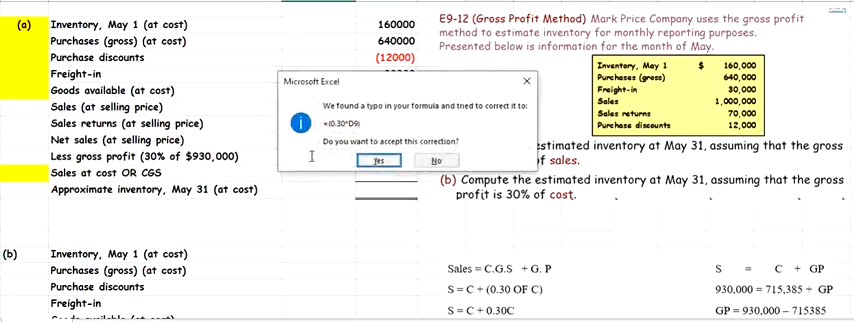 (a) Inventory, May 1 (at cost) 160000
Purchases (gross) (at cost) 640000
Purchase discounts (12000)
Freight-in
Goods available (at cost)
Sales (at selling price)
Sales returns (at selling price)
Net sales (at selling price)
Less gross profit (30% of $930,000)
Sales at cost OR CGS
Approximate inventory, May 31 (at cost)
E9-12 (Gross Profit Method) Mark Price Company uses the gross profit
method to estimate inventory for monthly reporting purposes.
Presented below is information for the month of May.
Inventory, May 1 $ 160,000
Purchases (gross) 640,000
Freight-in 30,000
Sales 1,000,000
Sales returns 70,000
Purchase discounts 12,000
Microsoft Excel
We found a typo in your formula and tried to correct it to:
=(0.30*D9)
Do you want to accept this correction?
Yes No
estimated inventory at May 31, assuming that the gross
of sales.
(b) Compute the estimated inventory at May 31, assuming that the gross
profit is 30% of cost.
(b) Inventory, May 1 (at cost)
Purchases (gross) (at cost)
Purchase discounts
Freight-in
Sales = C.G.S + G. P
S = C + (0.30 OF C)
S = C + 0.30C
S = C + GP
930,000 = 715,385 + GP
GP = 930,000 – 715385